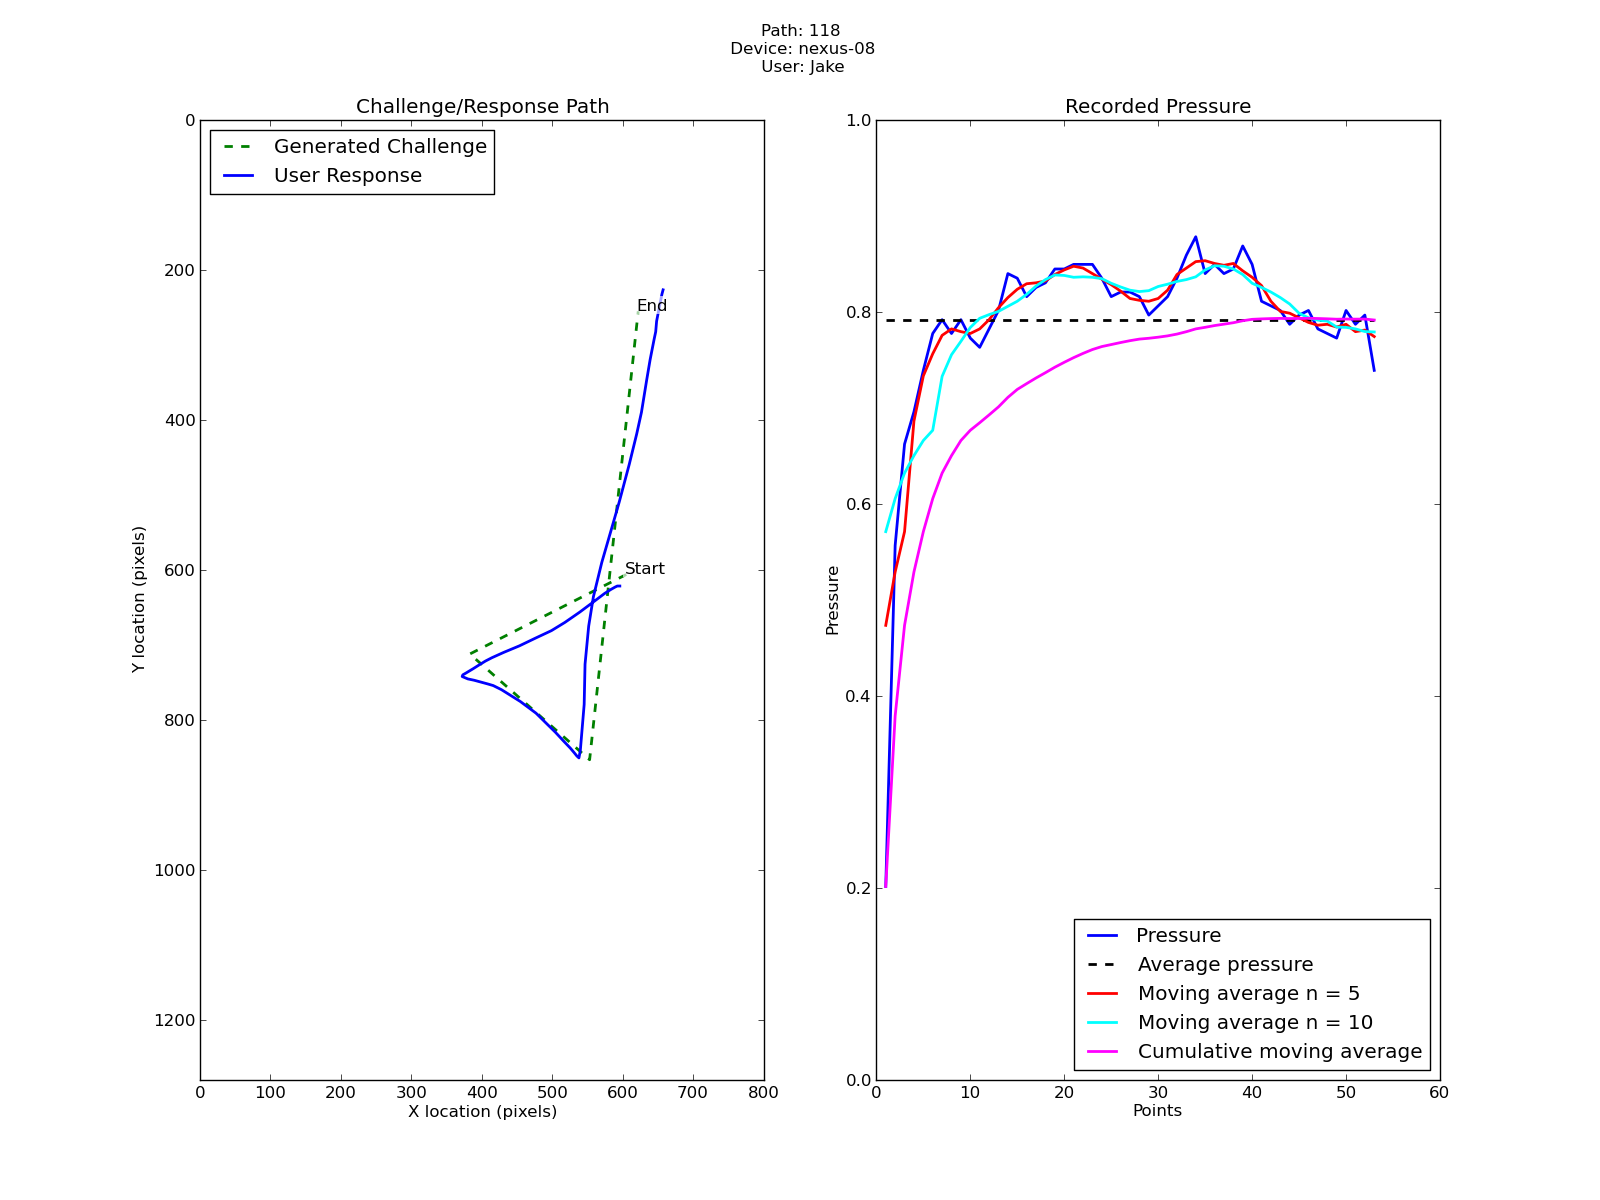 Path: 118
Device: nexus-08
User: Jake
Challenge/Response Path
Generated Challenge
User Response
End
Start
0
200
400
600
800
1000
1200
Y location (pixels)
0 100 200 300 400 500 600 700 800
X location (pixels)
Recorded Pressure
1.0
0.8
0.6
0.4
0.2
0.0
Pressure
Pressure
Average pressure
Moving average n = 5
Moving average n = 10
Cumulative moving average
0 10 20 30 40 50 60
Points